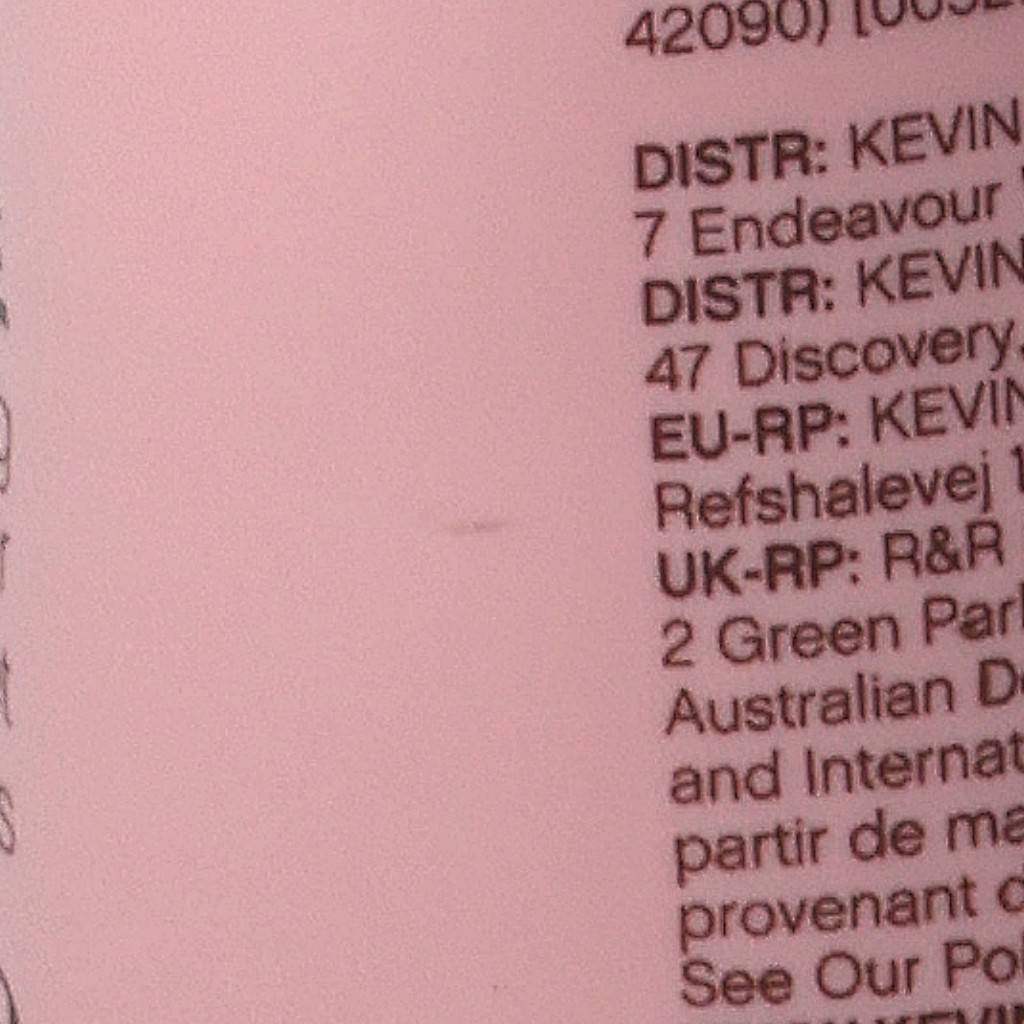 42090)
DISTR: KEVIN
7 Endeavour
DISTR: KEVIN
47 Discovery
EU-RP: KEVIN
Refshalevej
UK-RP: R&R
2 Green
Australian
and
partir de
provenant
See Our